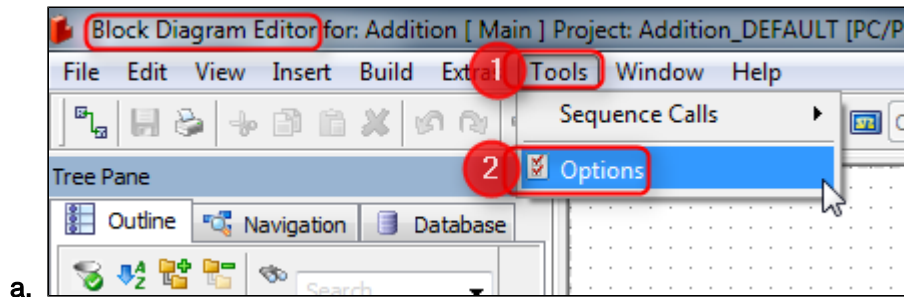 Block Diagram Editor for: Addition [ Main ] Project: Addition_DEFAULT [PC/P
File Edit View Insert Build Extra 1 Tools Window Help
Sequence Calls
2 Options
Tree Pane
Outline Navigation Database
Search
a.